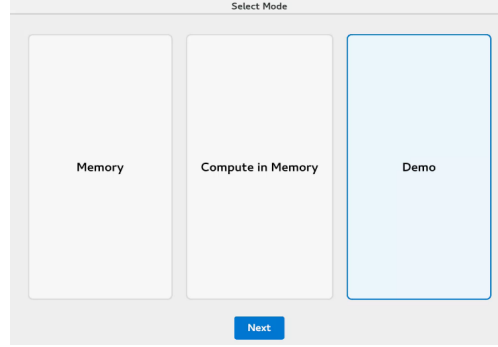 Select Mode
Memory
Compute in Memory
Demo
Next